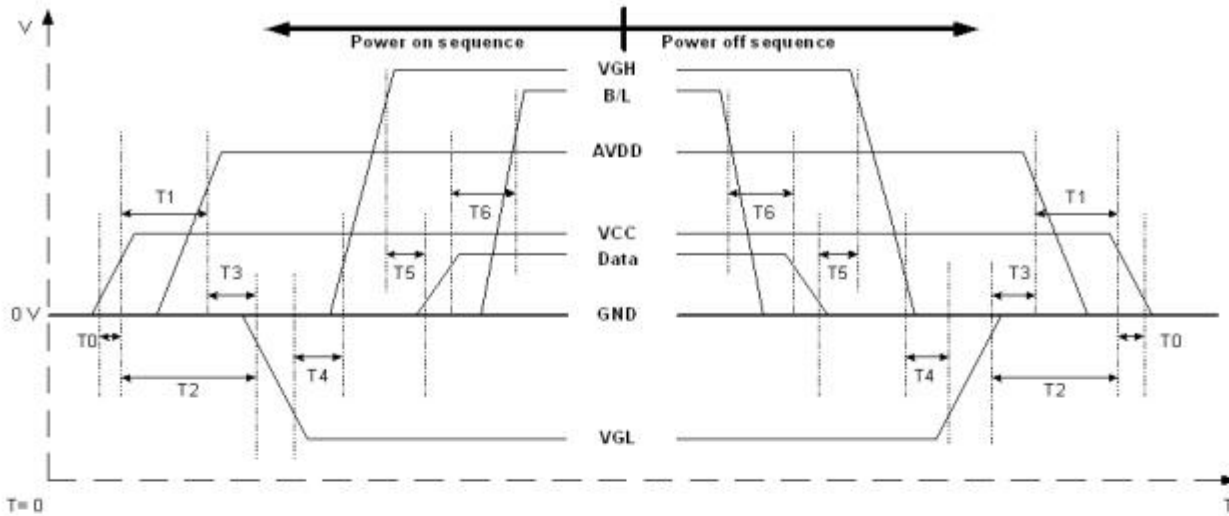 V
Power on sequence
Power off sequence
VGH
B/L
AVDD
T1
T6
T6
T1
VCC
Data
T3
T5
T5
T3
0 V
GND
T0
T0
T2
T4
T4
T2
VGL
T= 0
T